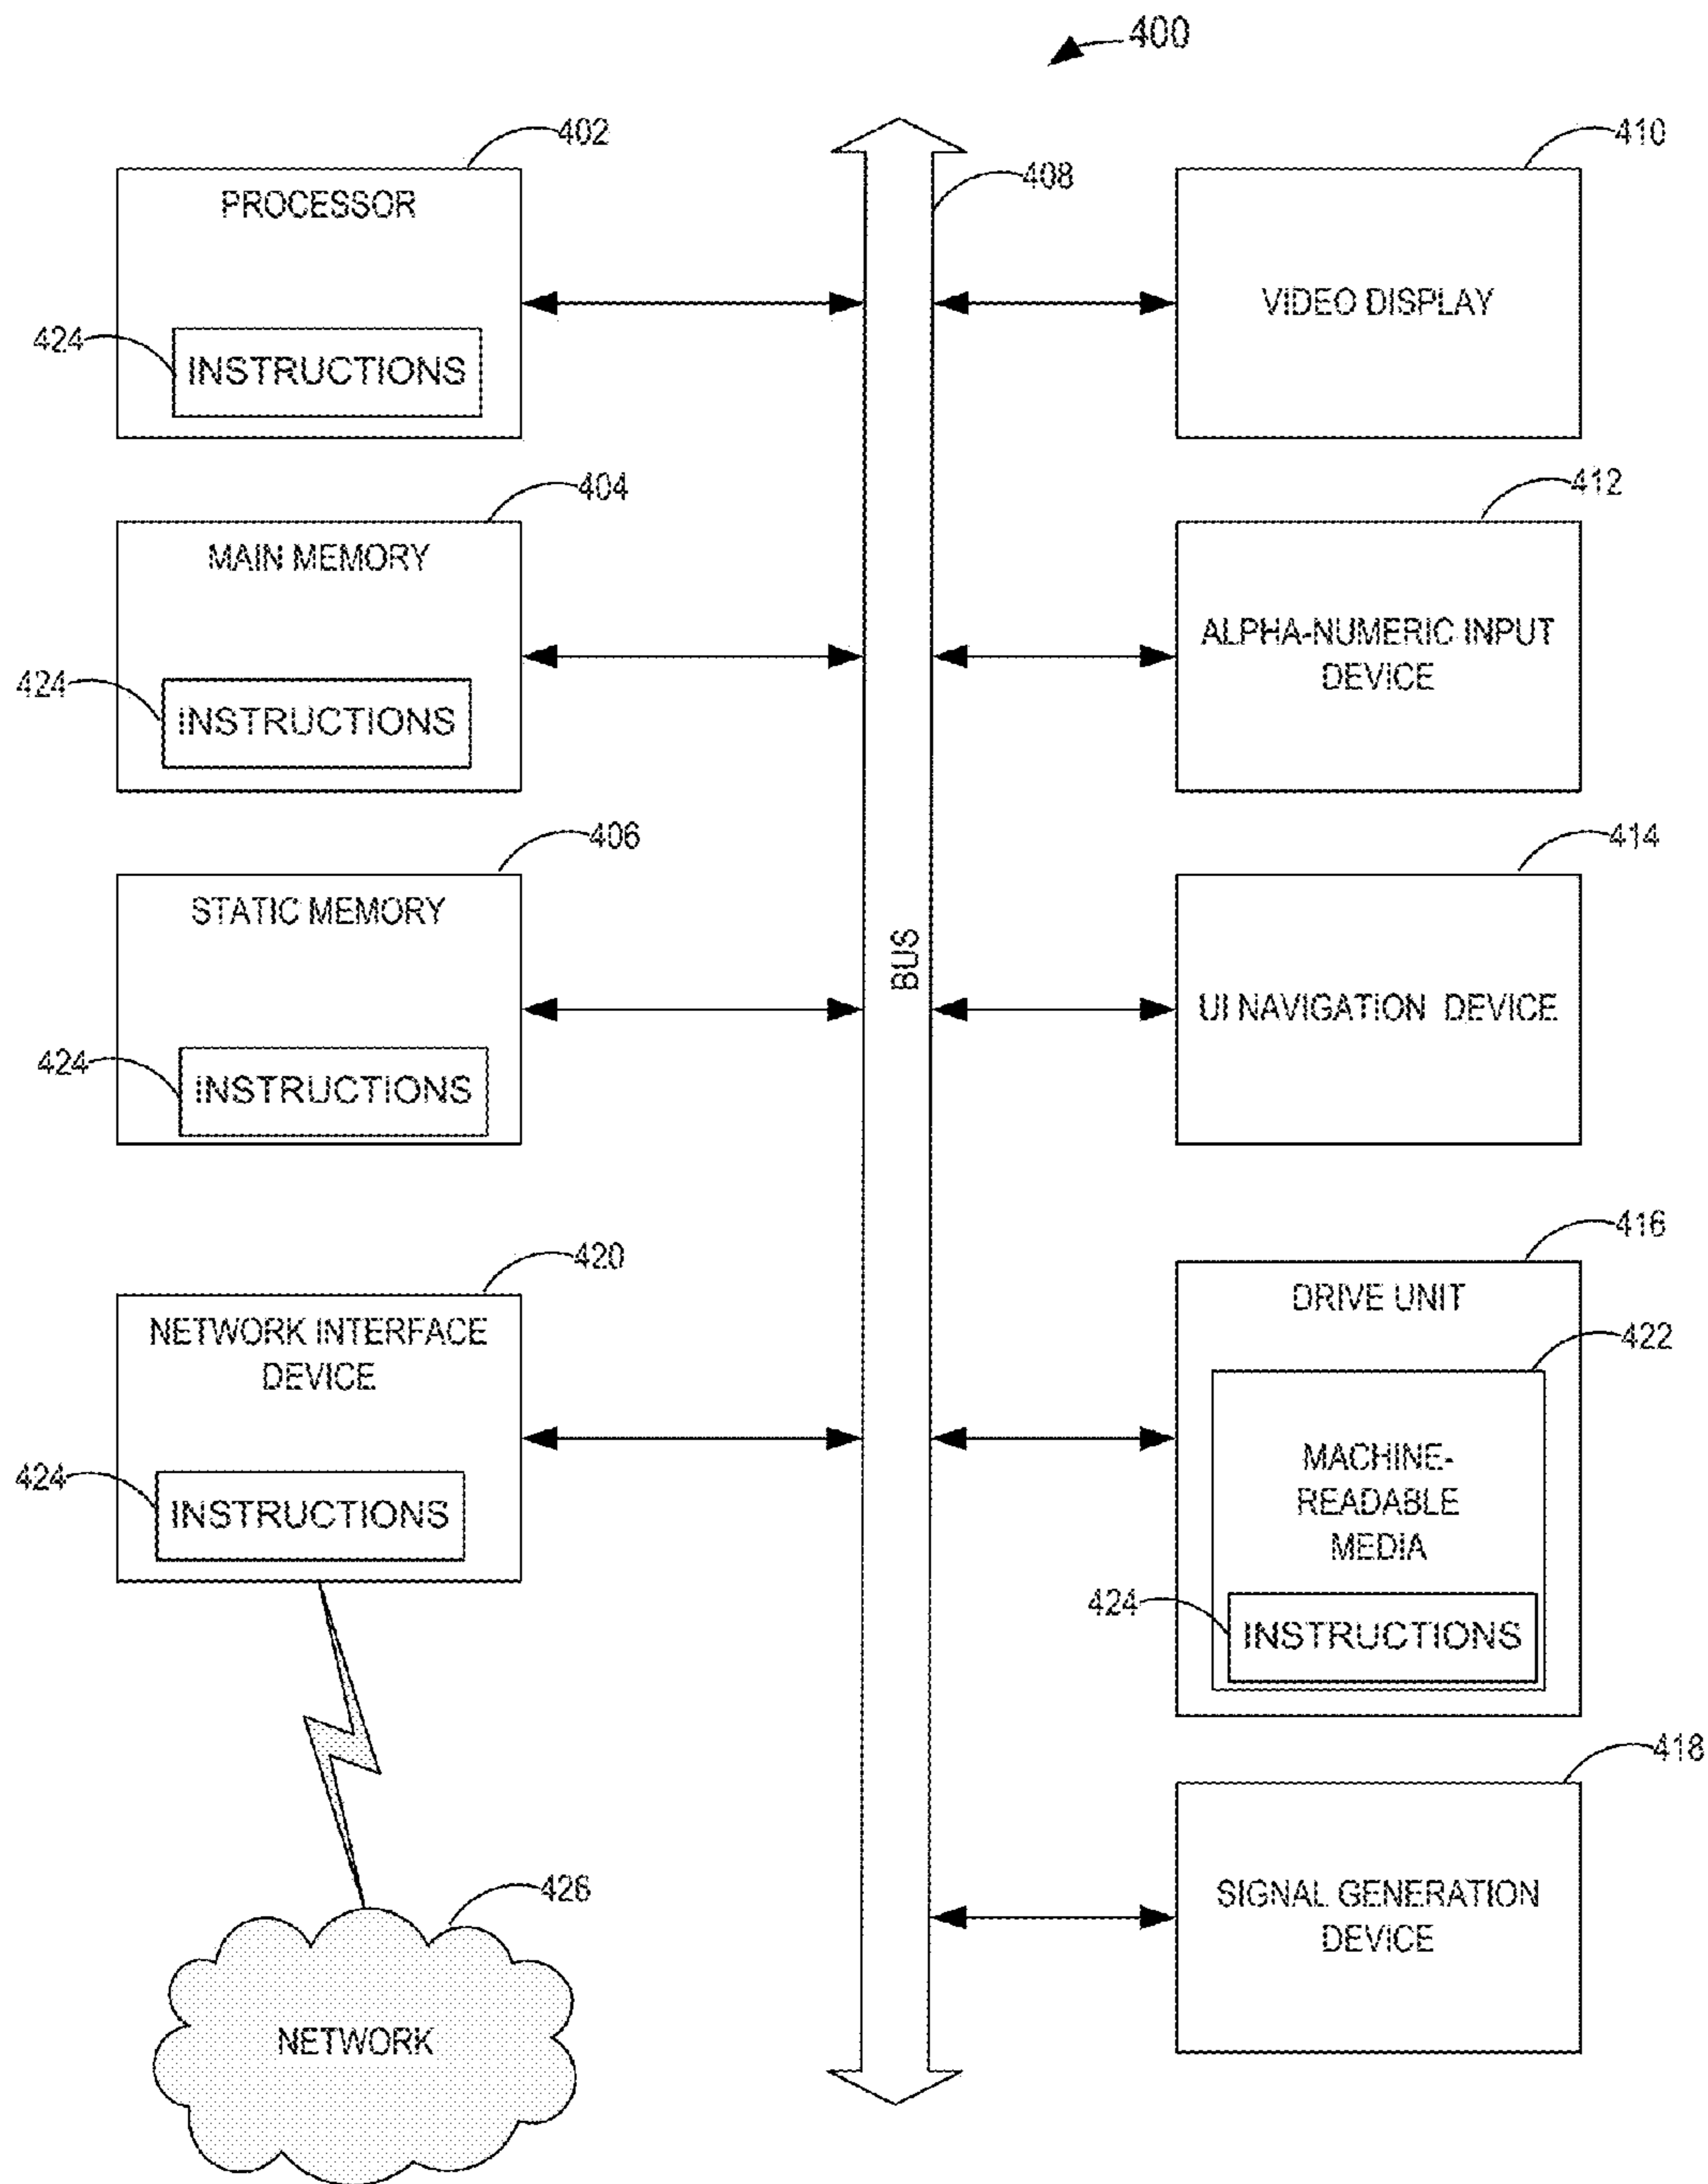 400
402
PROCESSOR
424
INSTRUCTIONS
404
MAIN MEMORY
424
INSTRUCTIONS
406
STATIC MEMORY
424
INSTRUCTIONS
420
NETWORK INTERFACE
DEVICE
424
INSTRUCTIONS
426
NETWORK
408
BUS
410
VIDEO DISPLAY
412
ALPHA-NUMERIC INPUT
DEVICE
414
UI NAVIGATION DEVICE
416
DRIVE UNIT
422
MACHINE-
READABLE
MEDIA
424
INSTRUCTIONS
418
SIGNAL GENERATION
DEVICE